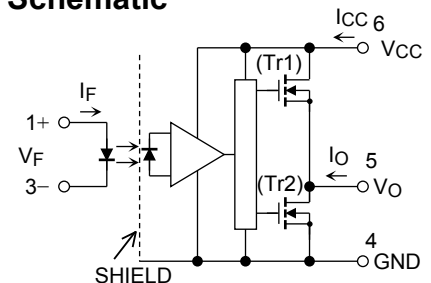 Schematic
ICC 6
VCC
(Tr1)
IF
1+
VF
3−
IO 5
VO
(Tr2)
4
GND
SHIELD